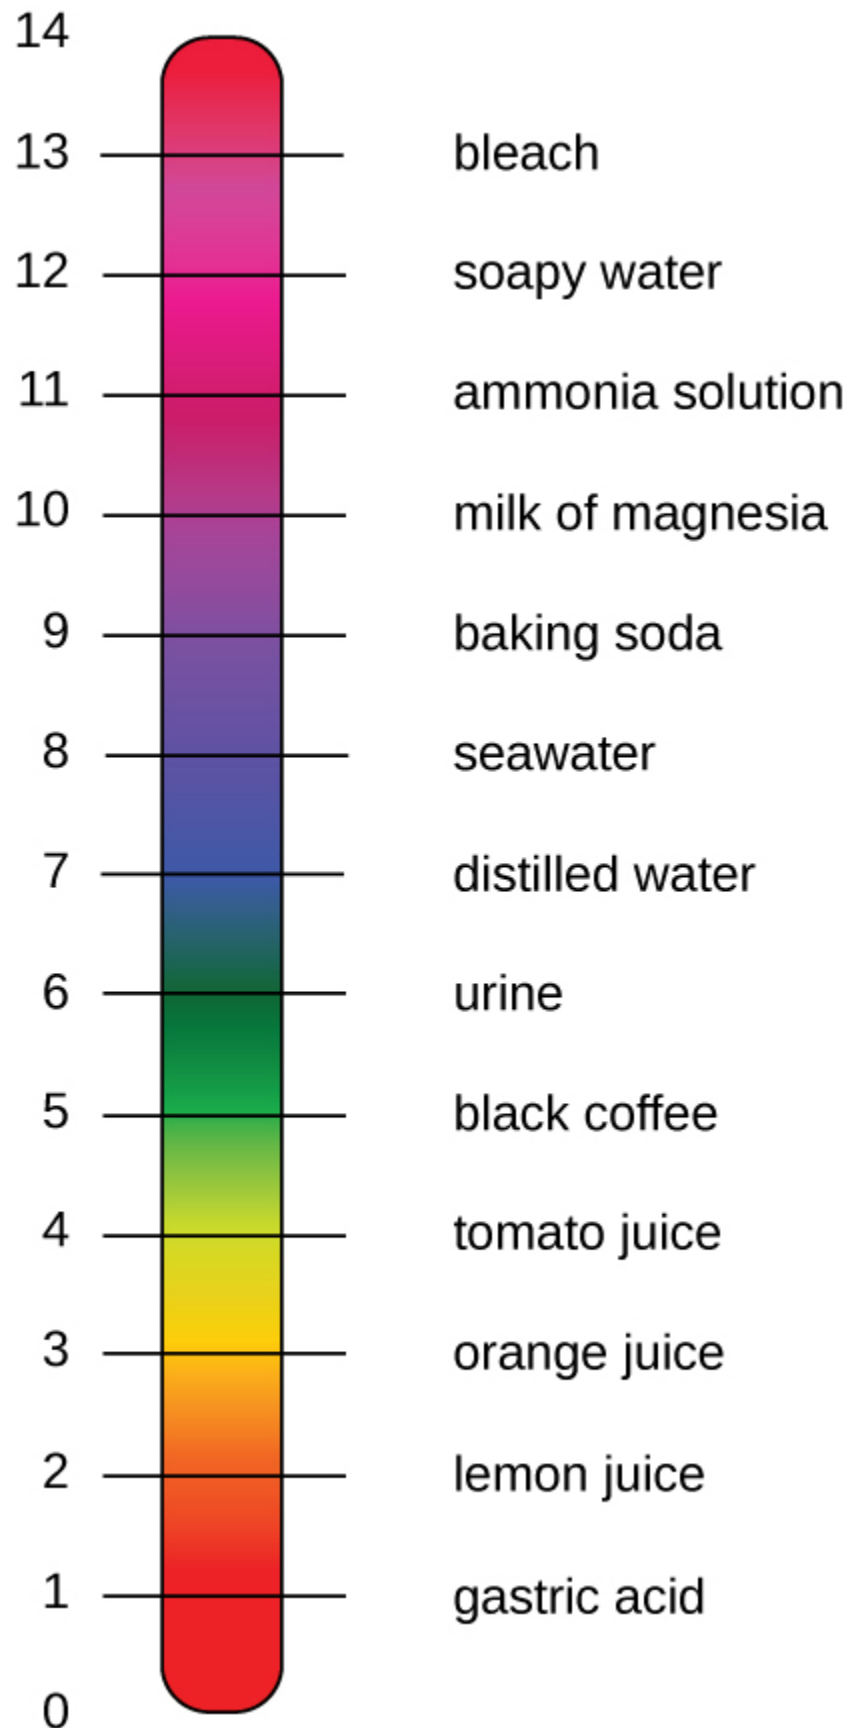 14
13 bleach
12 soapy water
11 ammonia solution
10 milk of magnesia
9 baking soda
8 seawater
7 distilled water
6 urine
5 black coffee
4 tomato juice
3 orange juice
2 lemon juice
1 gastric acid
0